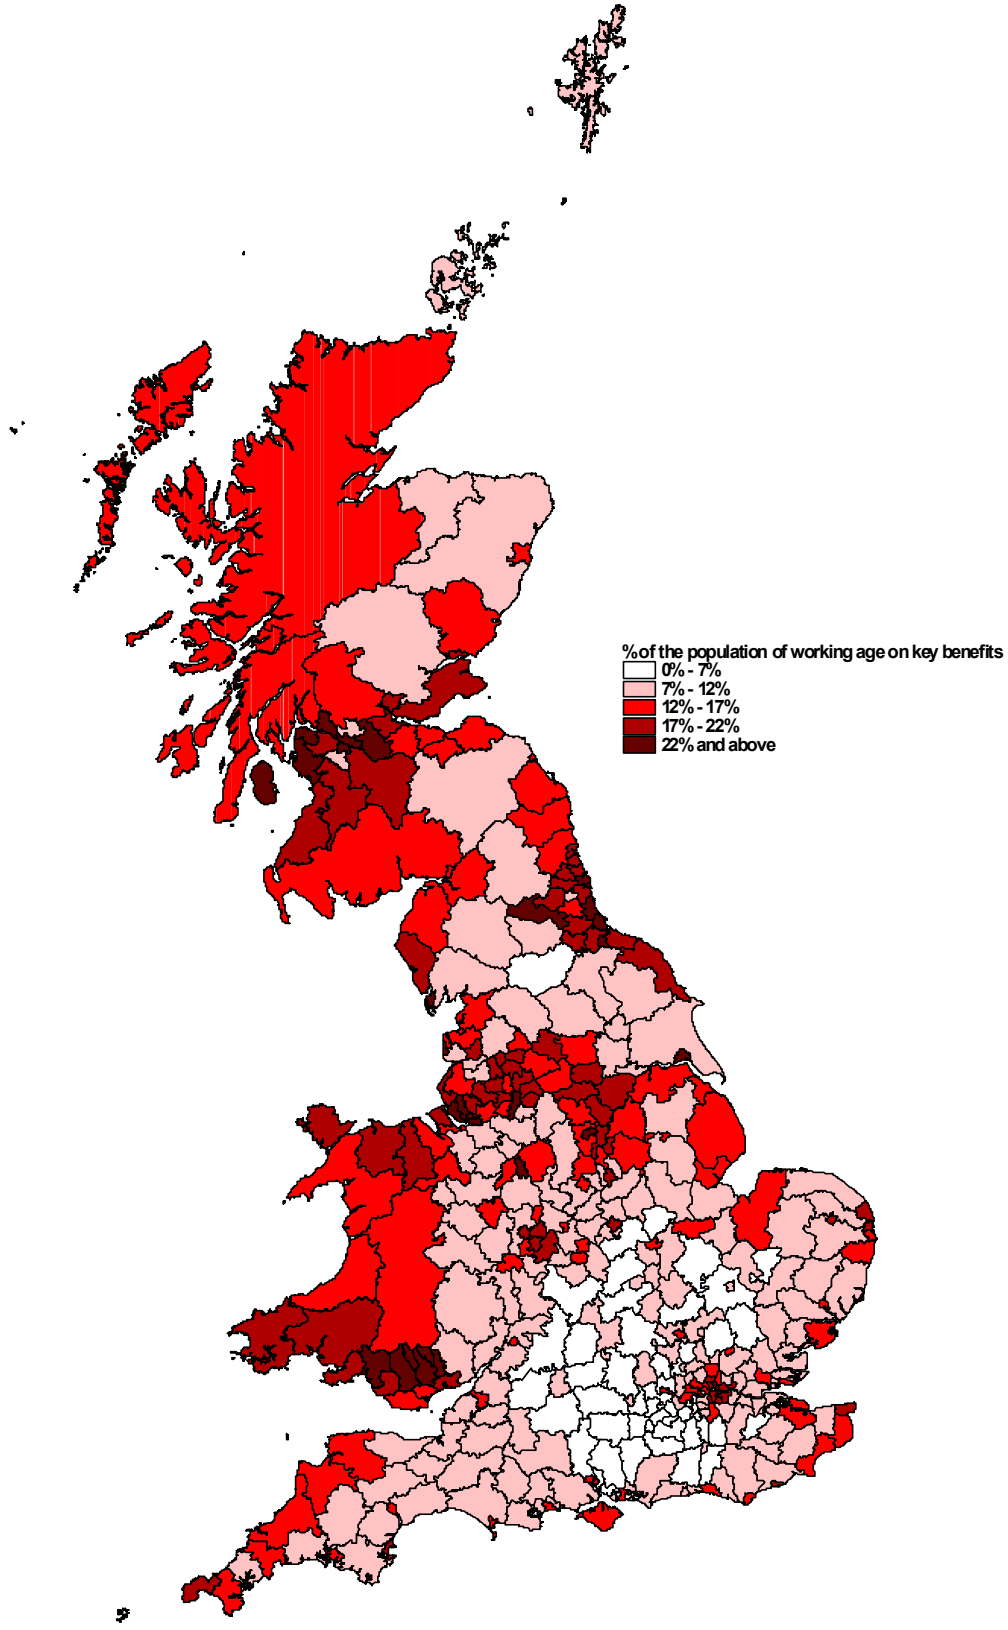 % of the population of working age on key benefits
0% - 7%
7% - 12%
12% - 17%
17% - 22%
22% and above